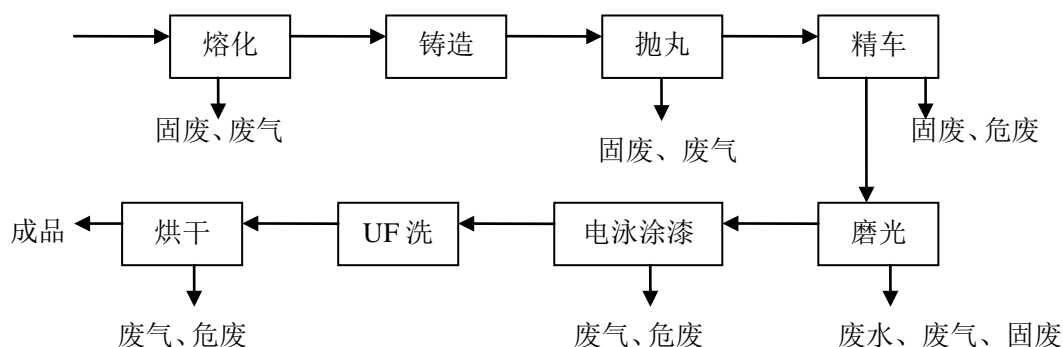 熔化 铸造 抛丸 精车
固废、废气 固废、废气 固废、危废
成品 烘干 UF 洗 电泳涂漆 磨光
废气、危废 废气、危废 废水、废气、固废